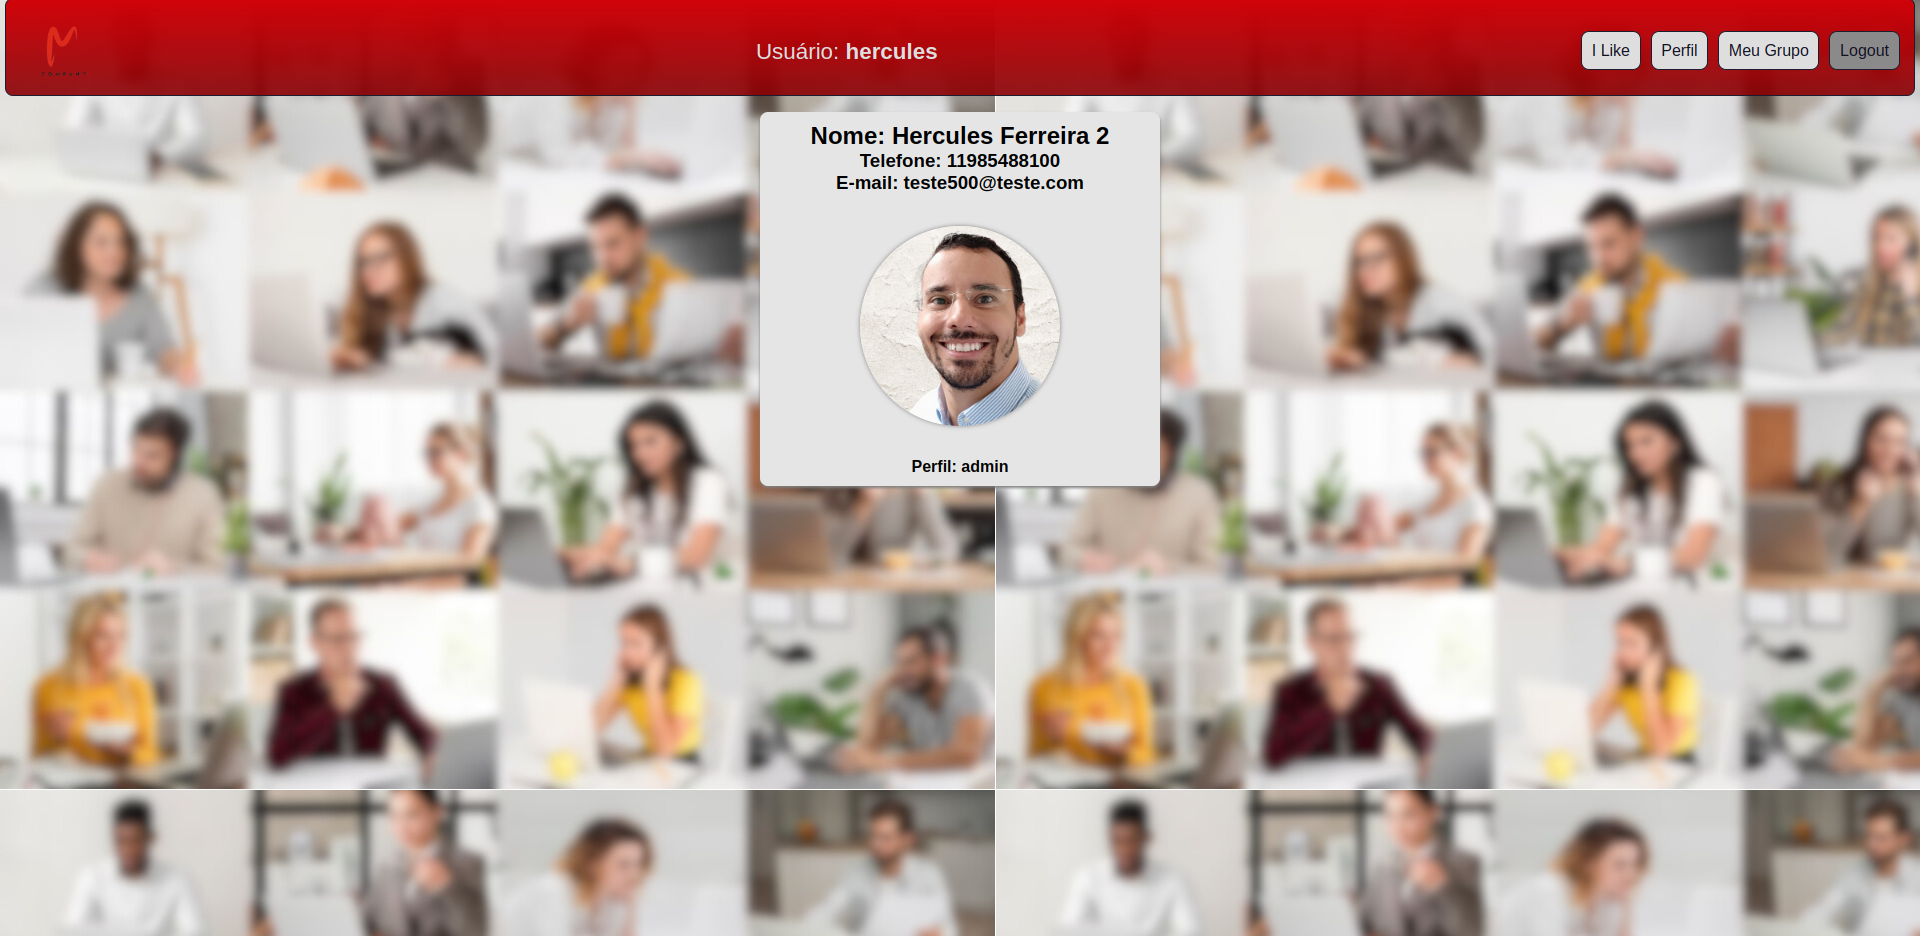 Usuário: hercules
I Like
Perfil
Meu Grupo
Logout
Nome: Hercules Ferreira 2
Telefone: 11985488100
E-mail: teste500@teste.com
Perfil: admin